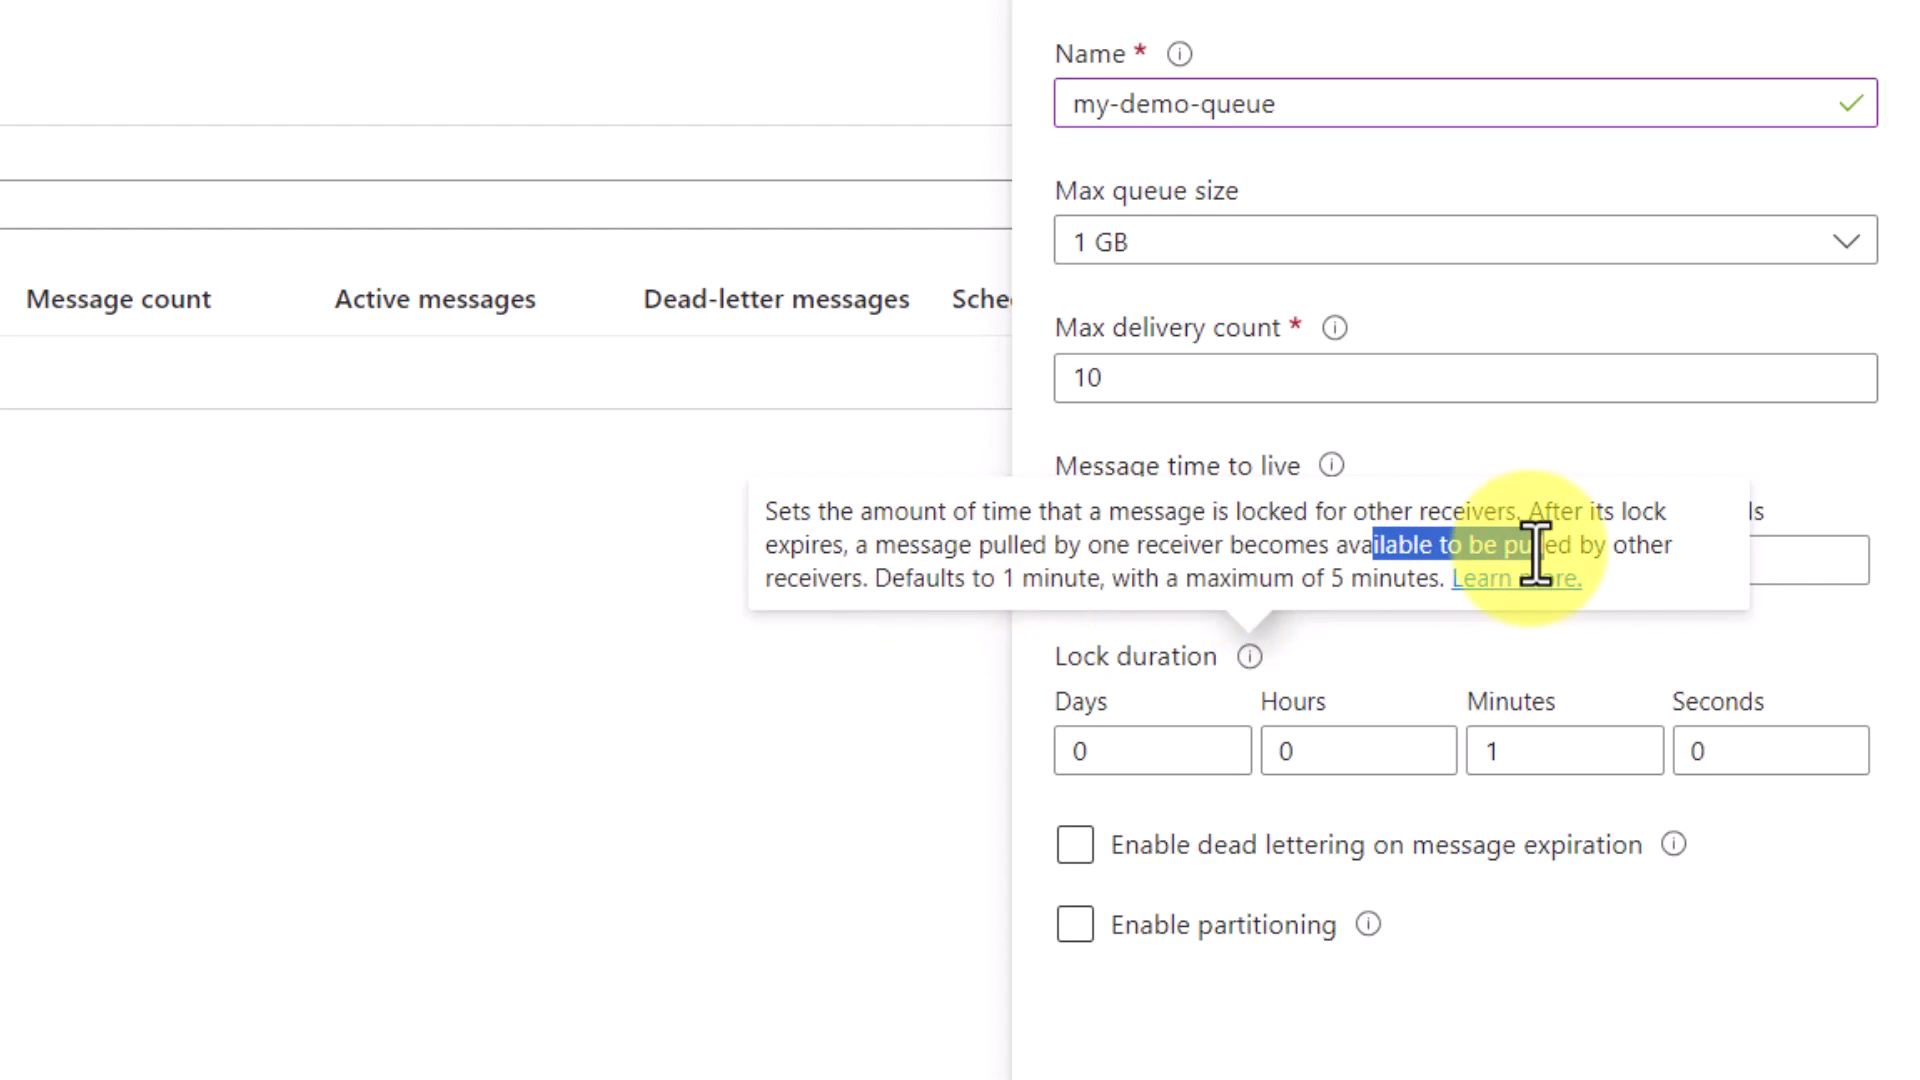 Name *
my-demo-queue
Max queue size
1 GB
Message count Active messages Dead-letter messages
Max delivery count *
10
Message time to live
Sets the amount of time that a message is locked for other receivers. After its lock
expires, a message pulled by one receiver becomes available to be pulled by other
receivers. Defaults to 1 minute, with a maximum of 5 minutes. Learn more.
Lock duration
Days Hours Minutes Seconds
0 0 1 0
Enable dead lettering on message expiration
Enable partitioning